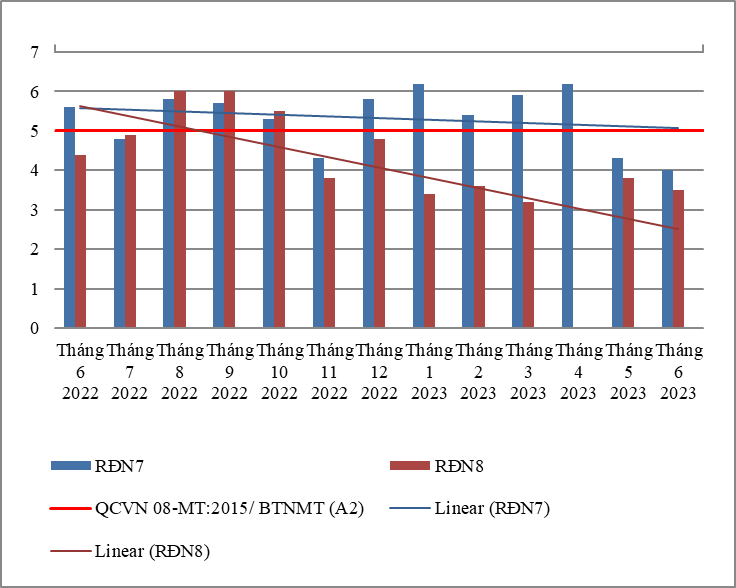 7
6
5
4
3
2
1
0
Tháng Tháng Tháng Tháng Tháng Tháng Tháng Tháng Tháng Tháng Tháng Tháng Tháng
6 7 8 9 10 11 12 1 2 3 4 5 6
2022 2022 2022 2022 2022 2022 2022 2023 2023 2023 2023 2023 2023
RĐN7 RĐN8
QCVN 08-MT:2015/ BTNMT (A2) Linear (RĐN7)
Linear (RĐN8)